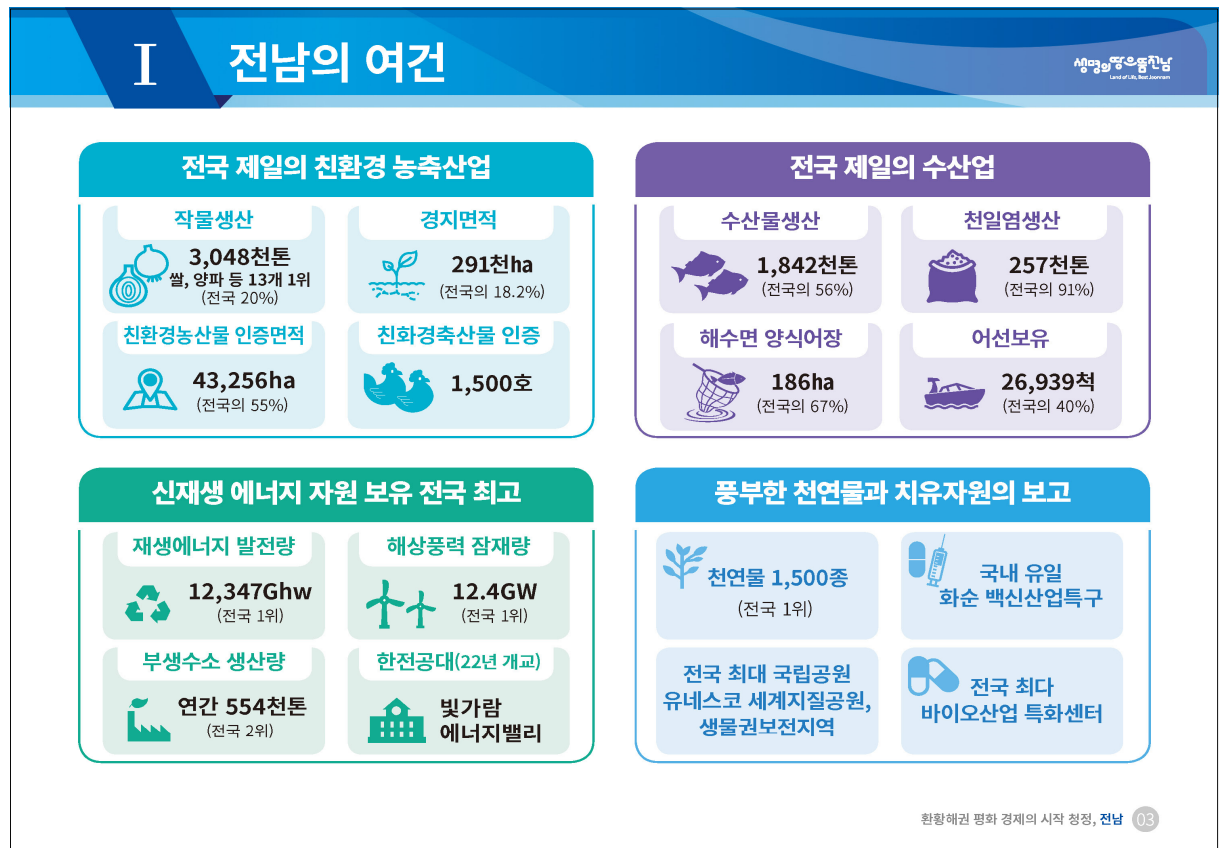 I
전남의 여건
생명의땅으뜸전남
Land of Life, Best Jeonnam
전국 제일의 친환경 농축산업
작물생산
3,048천톤
쌀, 양파 등 13개 1위
(전국 20%)
경지면적
291천ha
(전국의 18.2%)
친환경농산물 인증면적
43,256ha
(전국의 55%)
친화경축산물 인증
1,500호
전국 제일의 수산업
수산물생산
1,842천톤
(전국의 56%)
천일염생산
257천톤
(전국의 91%)
해수면 양식어장
186ha
(전국의 67%)
어선보유
26,939척
(전국의 40%)
신재생 에너지 자원 보유 전국 최고
재생에너지 발전량
12,347Ghw
(전국 1위)
해상풍력 잠재량
12.4GW
(전국 1위)
부생수소 생산량
연간 554천톤
(전국 2위)
한전공대(22년 개교)
빛가람
에너지밸리
풍부한 천연물과 치유자원의 보고
천연물 1,500종
(전국 1위)
국내 유일
화순 백신산업특구
전국 최대 국립공원
유네스코 세계지질공원,
생물권보전지역
전국 최다
바이오산업 특화센터
환황해권 평화 경제의 시작 청정, 전남 03